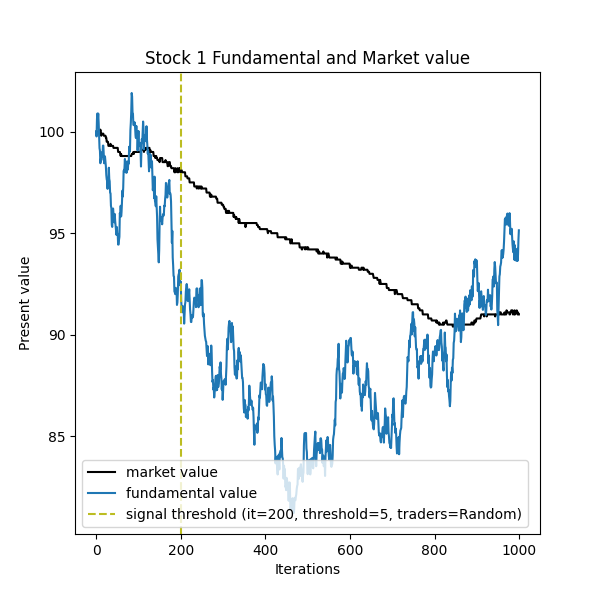 Stock 1 Fundamental and Market value
100
95
90
85
Present value
market value
fundamental value
signal threshold (it=200, threshold=5, traders=Random)
0 200 400 600 800 1000
Iterations